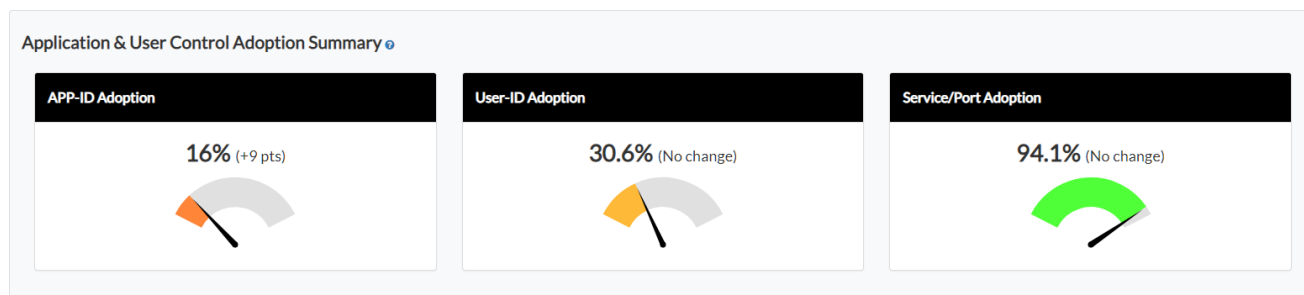 Application & User Control Adoption Summary
APP-ID Adoption
16% (+9 pts)
User-ID Adoption
30.6% (No change)
Service/Port Adoption
94.1% (No change)